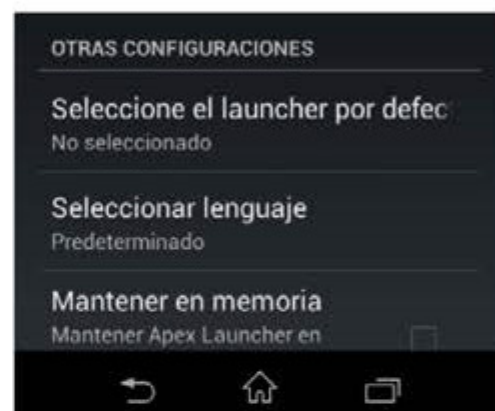 OTRAS CONFIGURACIONES
Seleccione el launcher por defec
No seleccionado
Seleccionar lenguaje
Predeterminado
Mantener en memoria
Mantener Apex Launcher en